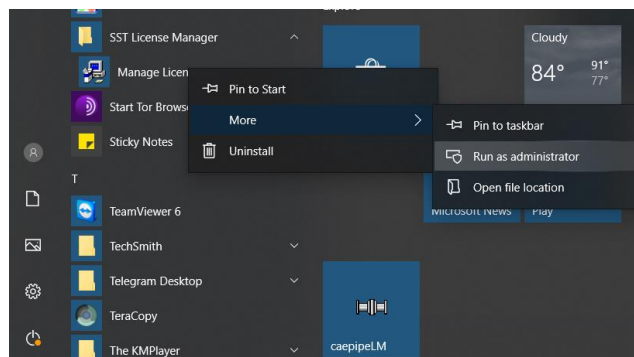 SST License Manager
Manage Licen
Start Tor Brows
Sticky Notes
T
TeamViewer 6
TechSmith
Telegram Desktop
TeraCopy
The KMPlayer
Pin to Start
More
Uninstall
Pin to taskbar
Run as administrator
Open file location
Cloudy
84° 91°
77°
Microsoft News Play
caepipeLM